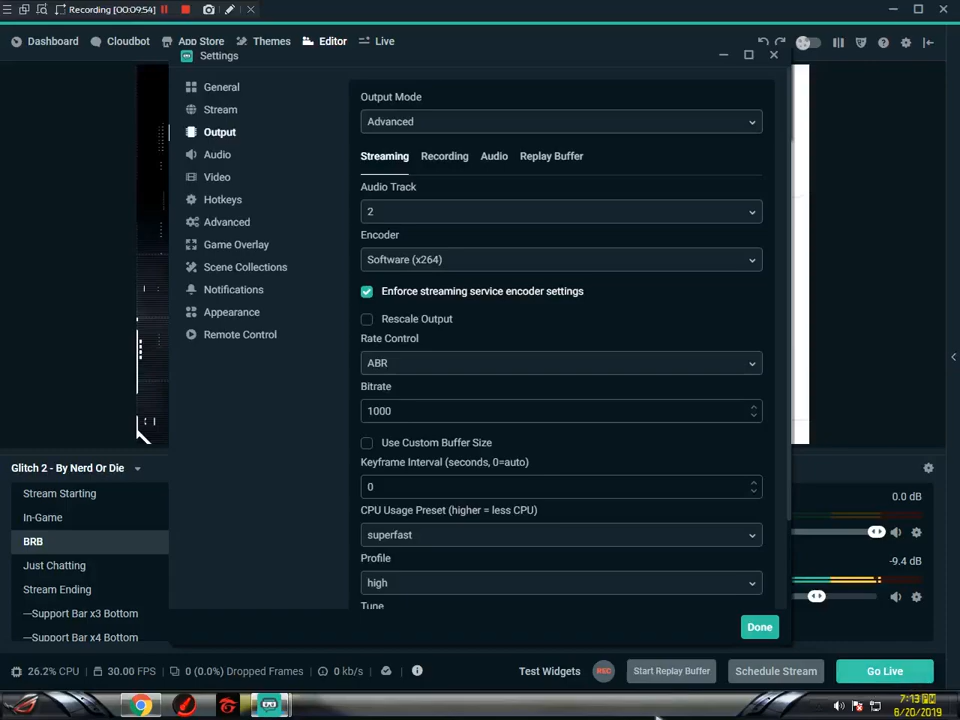 Recording [00:09:54]
Dashboard
Cloudbot
App Store
Themes
Editor
Live
Settings
General
Stream
Output
Audio
Video
Hotkeys
Advanced
Game Overlay
Scene Collections
Notifications
Appearance
Remote Control
Output Mode
Advanced
Streaming Recording Audio Replay Buffer
Audio Track
2
Encoder
Software (x264)
Enforce streaming service encoder settings
Rescale Output
Rate Control
ABR
Bitrate
1000
Use Custom Buffer Size
Keyframe Interval (seconds, 0=auto)
0
CPU Usage Preset (higher = less CPU)
superfast
Profile
high
Tune
Done
Glitch 2 - By Nerd Or Die
Stream Starting
In-Game
BRB
Just Chatting
Stream Ending
—Support Bar x3 Bottom
—Support Bar x4 Bottom
0.0 dB
-9.4 dB
26.2% CPU
30.00 FPS
0 (0.0%) Dropped Frames
0 kb/s
Test Widgets
REC
Start Replay Buffer
Schedule Stream
Go Live
7:13 PM
6/20/2019